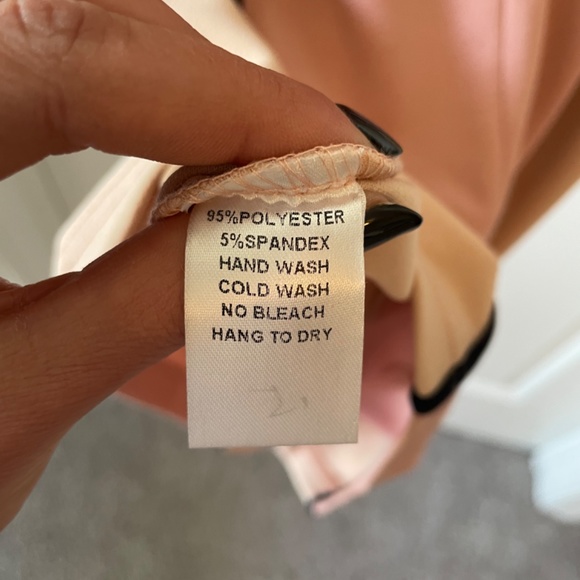 95%POLYESTER
5%SPANDEX
HAND WASH
COLD WASH
NO BLEACH
HANG TO DRY